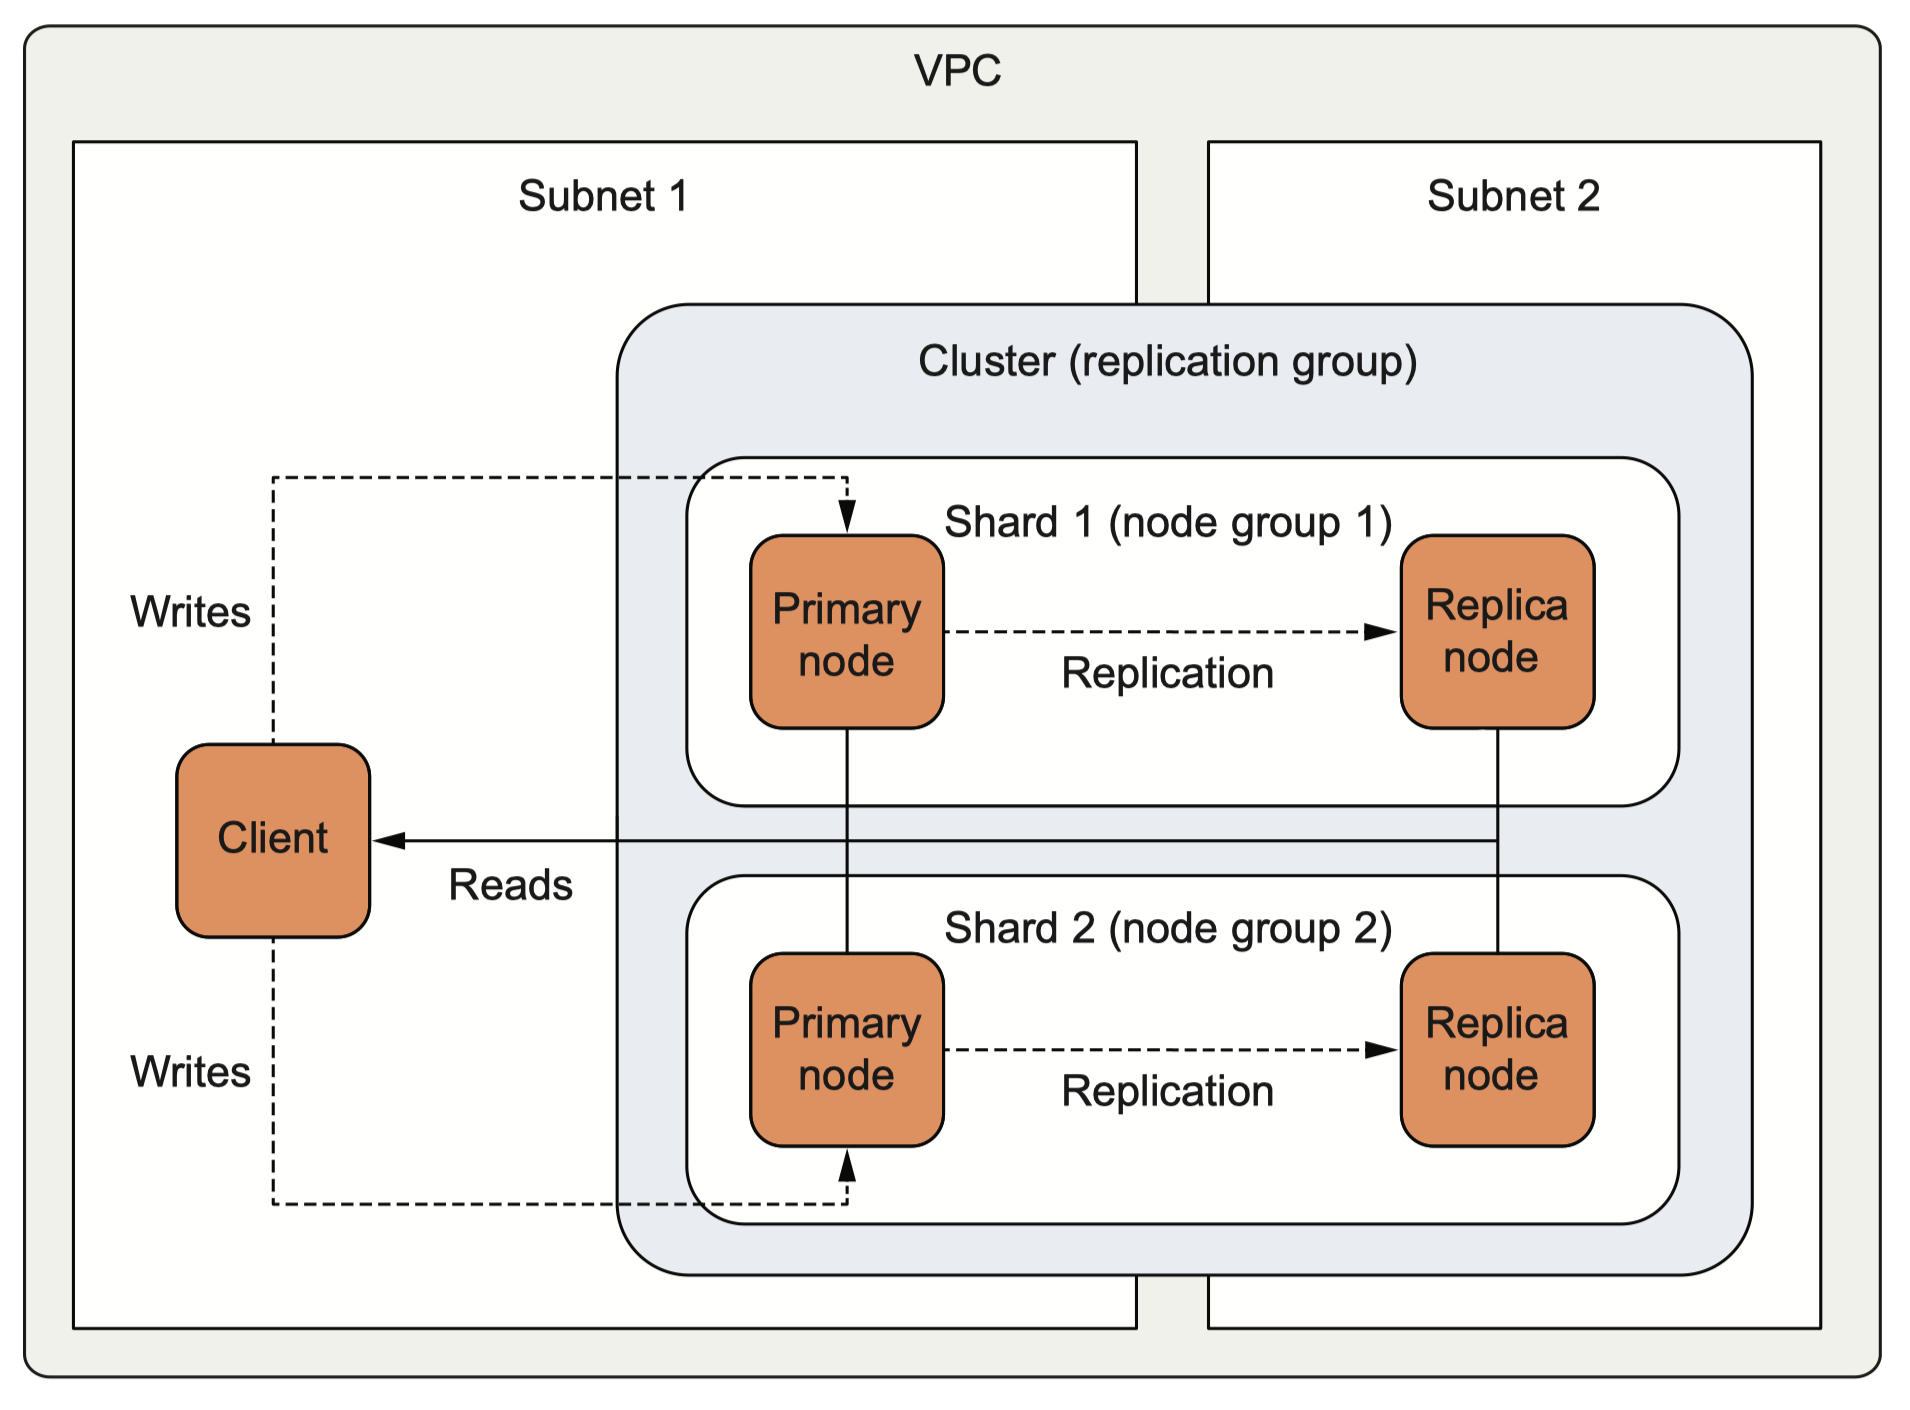 VPC
Subnet 1
Subnet 2
Cluster (replication group)
Shard 1 (node group 1)
Primary
node
Replica
node
Replication
Writes
Client
Reads
Shard 2 (node group 2)
Primary
node
Replica
node
Replication
Writes